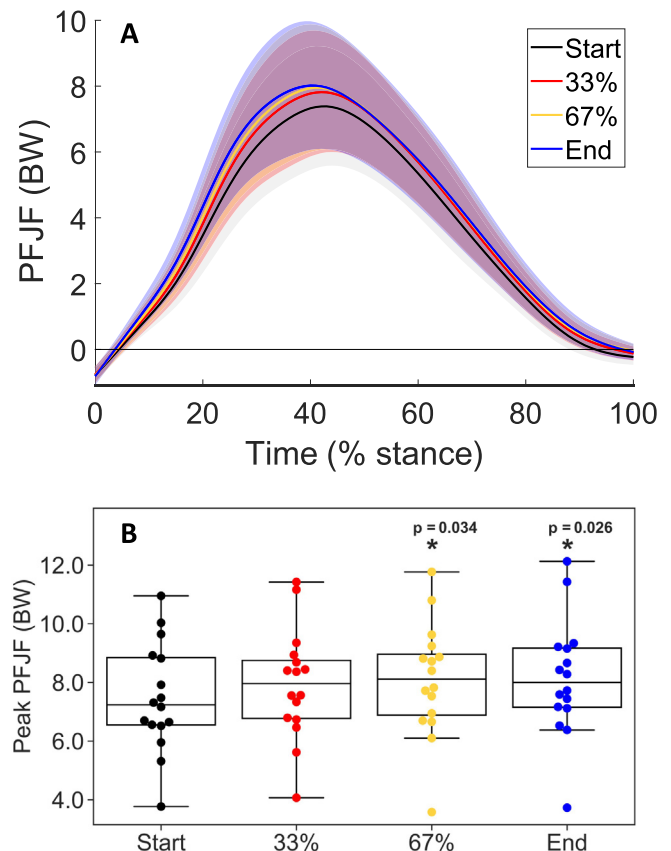 A
10
8
6
4
2
0
PFJF (BW)
Start
33%
67%
End
0 20 40 60 80 100
Time (% stance)
B
p = 0.034 p = 0.026
* *
12.0
10.0
8.0
6.0
4.0
Peak PFJF (BW)
Start 33% 67% End